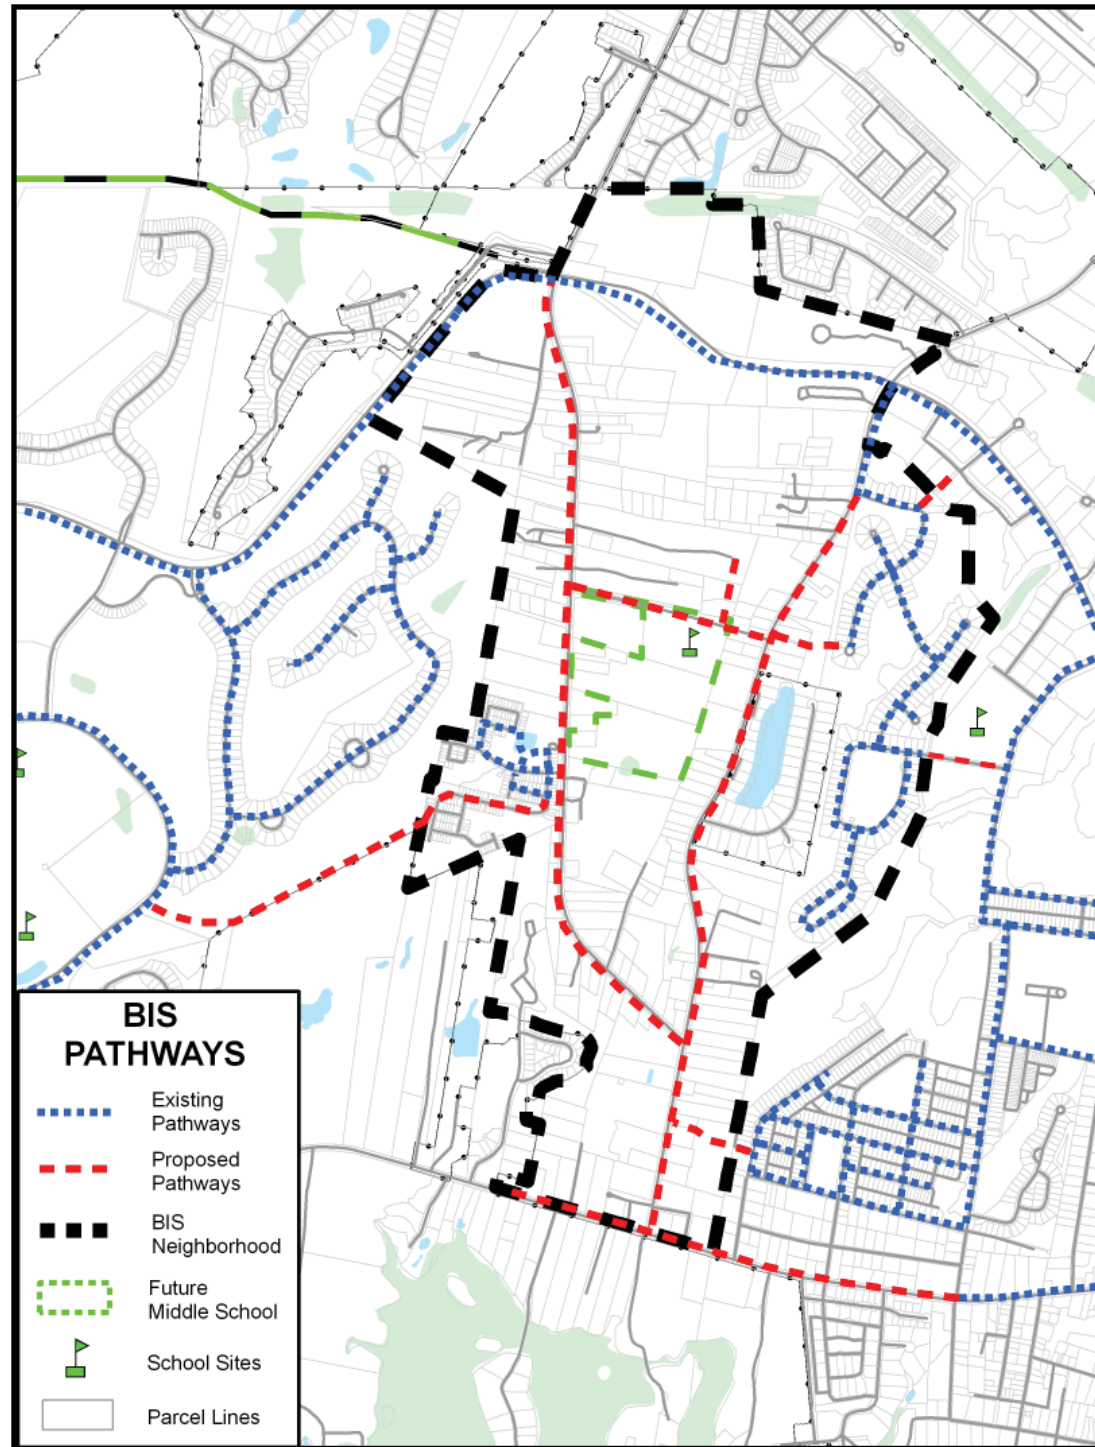 BIS
PATHWAYS
Existing
Pathways
Proposed
Pathways
BIS
Neighborhood
Future
Middle School
School Sites
Parcel Lines